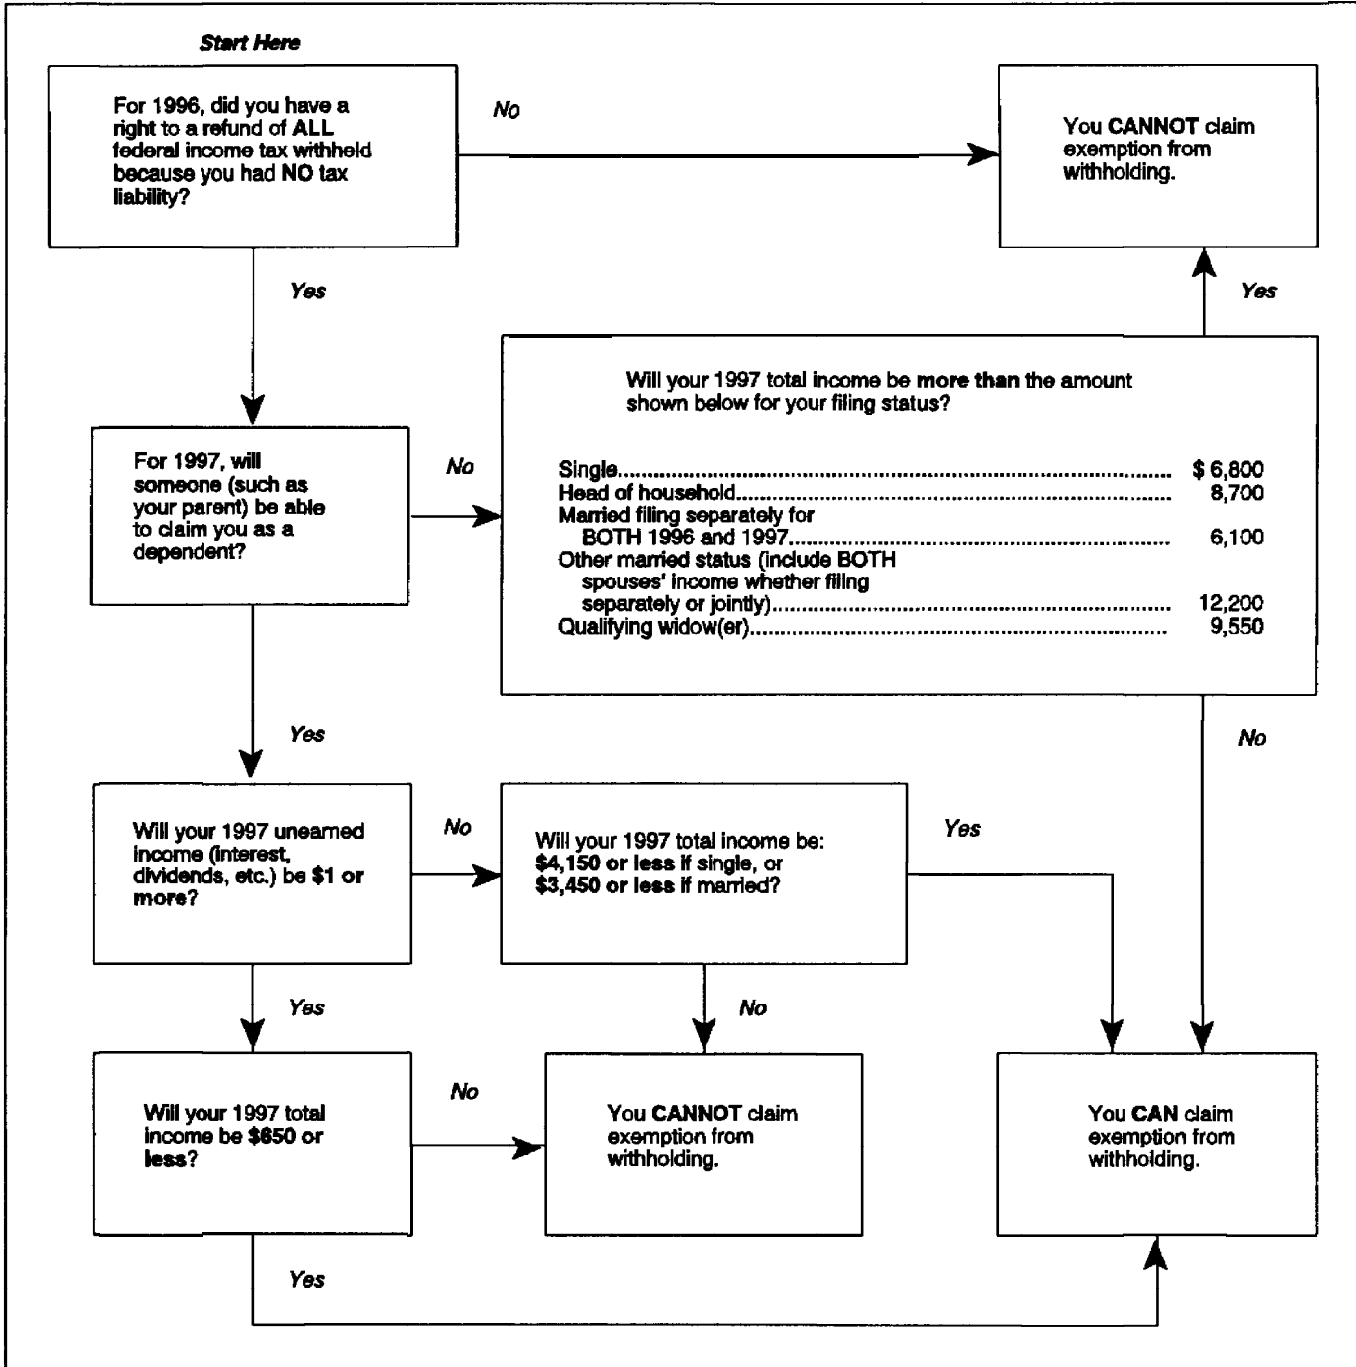 Start Here
For 1996, did you have a
right to a refund of ALL
federal income tax withheld
because you had NO tax
liability?
No
You CANNOT claim
exemption from
withholding.
Yes
Yes
Will your 1997 total income be more than the amount
shown below for your filing status?
For 1997, will
someone (such as
your parent) be able
to claim you as a
dependent?
No
Single.......... $ 6,800
Head of household.......... 8,700
Married filing separately for
BOTH 1996 and 1997.......... 6,100
Other married status (include BOTH
spouses' income whether filing
separately or jointly).......... 12,200
Qualifying widow(er).......... 9,550
Yes
No
Will your 1997 unearned
income (interest,
dividends, etc.) be $1 or
more?
No
Will your 1997 total income be:
$4,150 or less if single, or
$3,450 or less if married?
Yes
Yes
No
Will your 1997 total
income be $650 or
less?
No
You CANNOT claim
exemption from
withholding.
You CAN claim
exemption from
withholding.
Yes